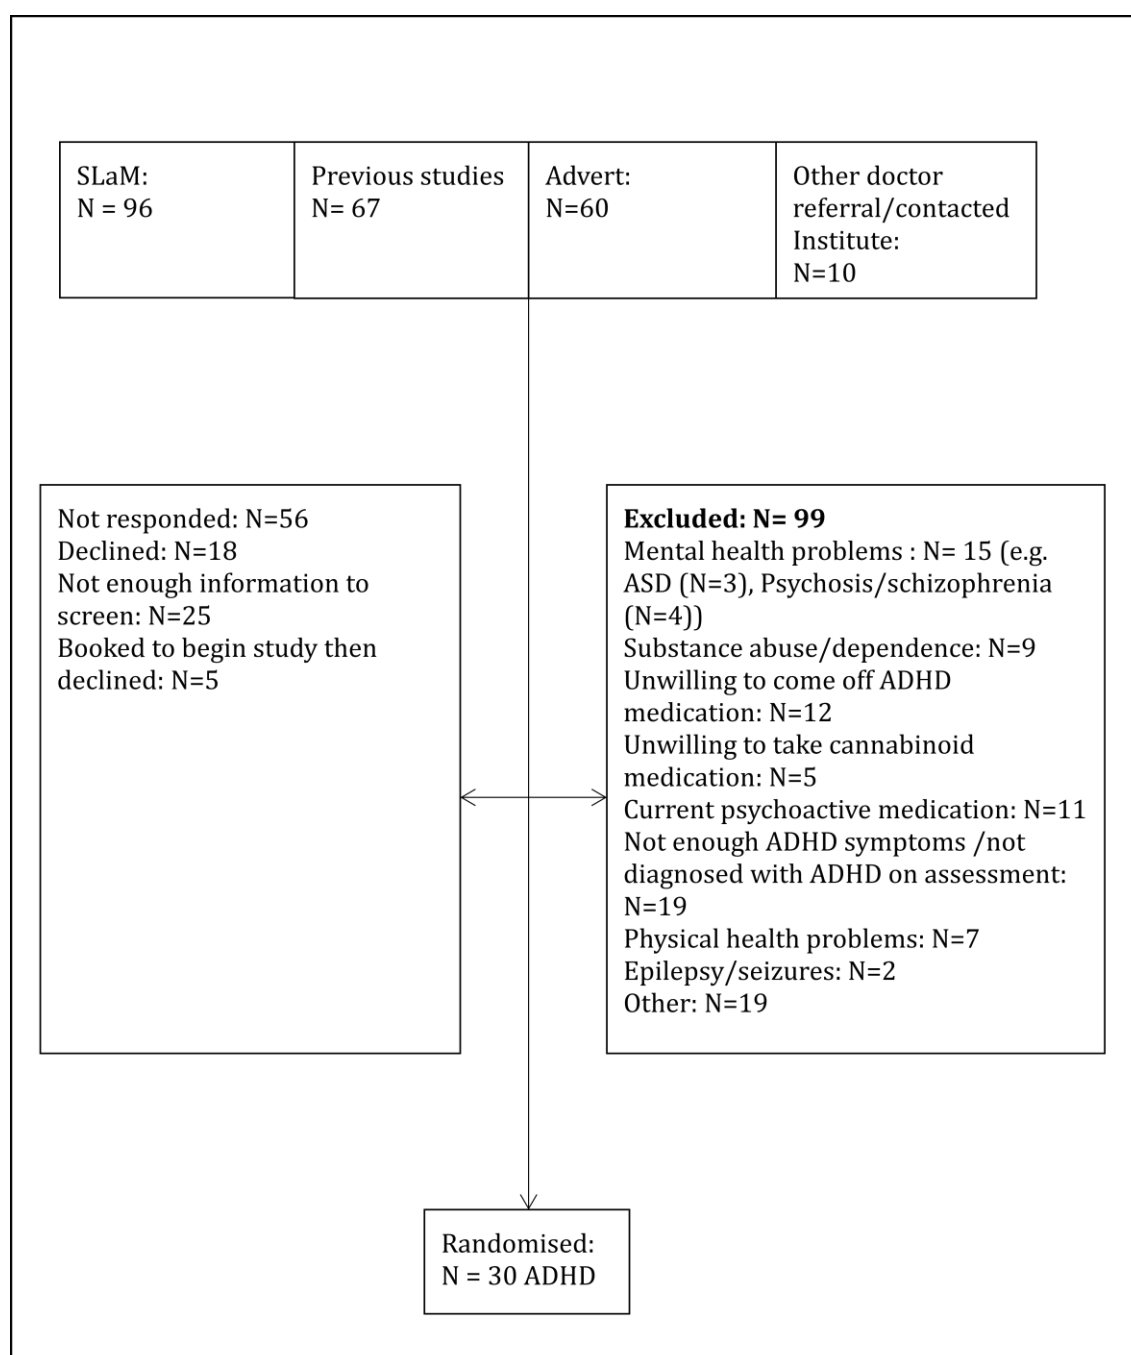 SLaM:
N = 96
Previous studies
N= 67
Advert:
N=60
Other doctor
referral/contacted
Institute:
N=10
Not responded: N=56
Declined: N=18
Not enough information to
screen: N=25
Booked to begin study then
declined: N=5
Excluded: N= 99
Mental health problems : N= 15 (e.g.
ASD (N=3), Psychosis/schizophrenia
(N=4))
Substance abuse/dependence: N=9
Unwilling to come off ADHD
medication: N=12
Unwilling to take cannabinoid
medication: N=5
Current psychoactive medication: N=11
Not enough ADHD symptoms /not
diagnosed with ADHD on assessment:
N=19
Physical health problems: N=7
Epilepsy/seizures: N=2
Other: N=19
Randomised:
N = 30 ADHD